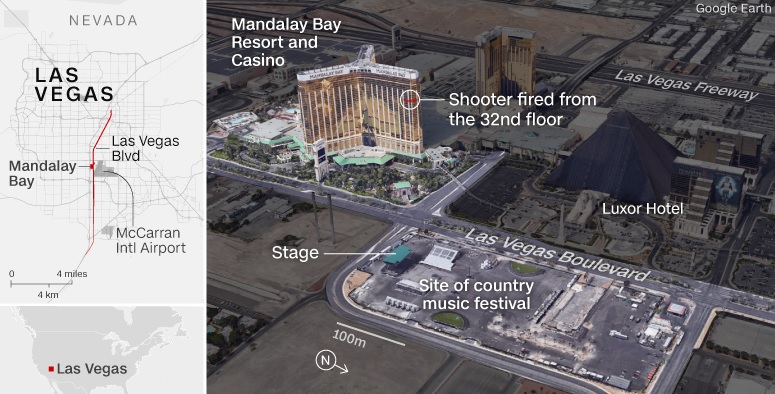 NEVADA
LAS
VEGAS
Las Vegas
Blvd
Mandalay
Bay
McCarran
Intl Airport
0 4 miles
4 km
Las Vegas
Google Earth
Mandalay Bay
Resort and
Casino
MANDALAY BAY
Las Vegas Freeway
Shooter fired from
the 32nd floor
Luxor Hotel
Las Vegas Boulevard
Stage
Site of country
music festival
100m
N